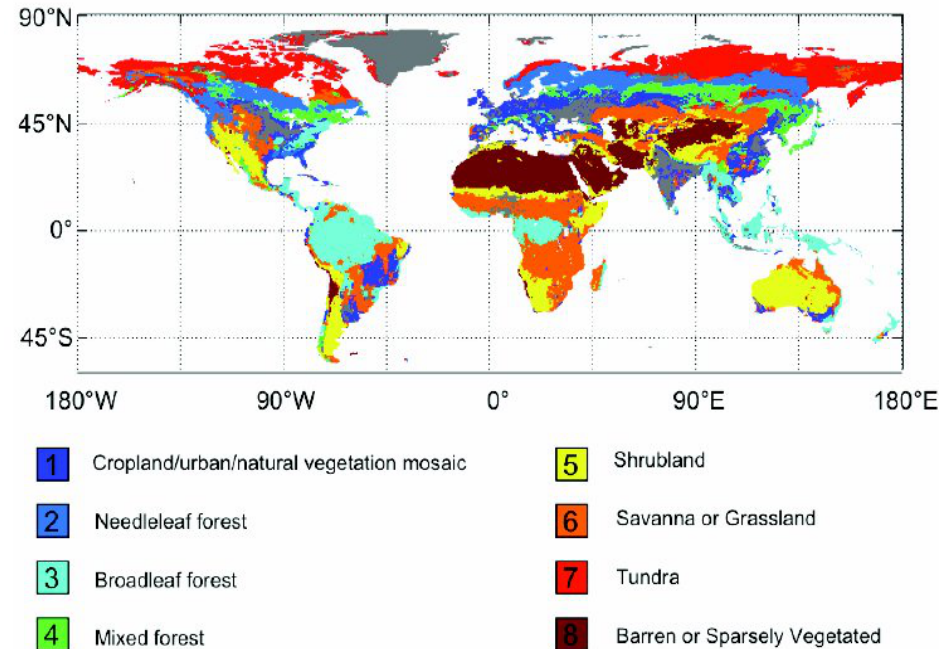 90°N
45°N
0°
45°S
180°W 90°W 0° 90°E 180°E
1 Cropland/urban/natural vegetation mosaic
2 Needleleaf forest
3 Broadleaf forest
4 Mixed forest
5 Shrubland
6 Savanna or Grassland
7 Tundra
8 Barren or Sparsely Vegetated